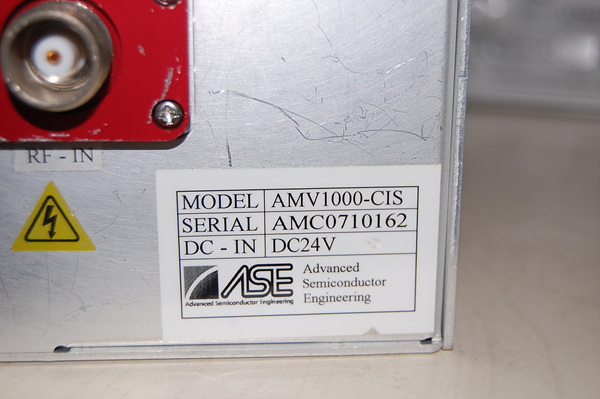 RF - IN
MODEL AMV1000-CIS
SERIAL AMC0710162
DC - IN DC24V
ASE
Advanced Semiconductor Engineering
Advanced
Semiconductor
Engineering